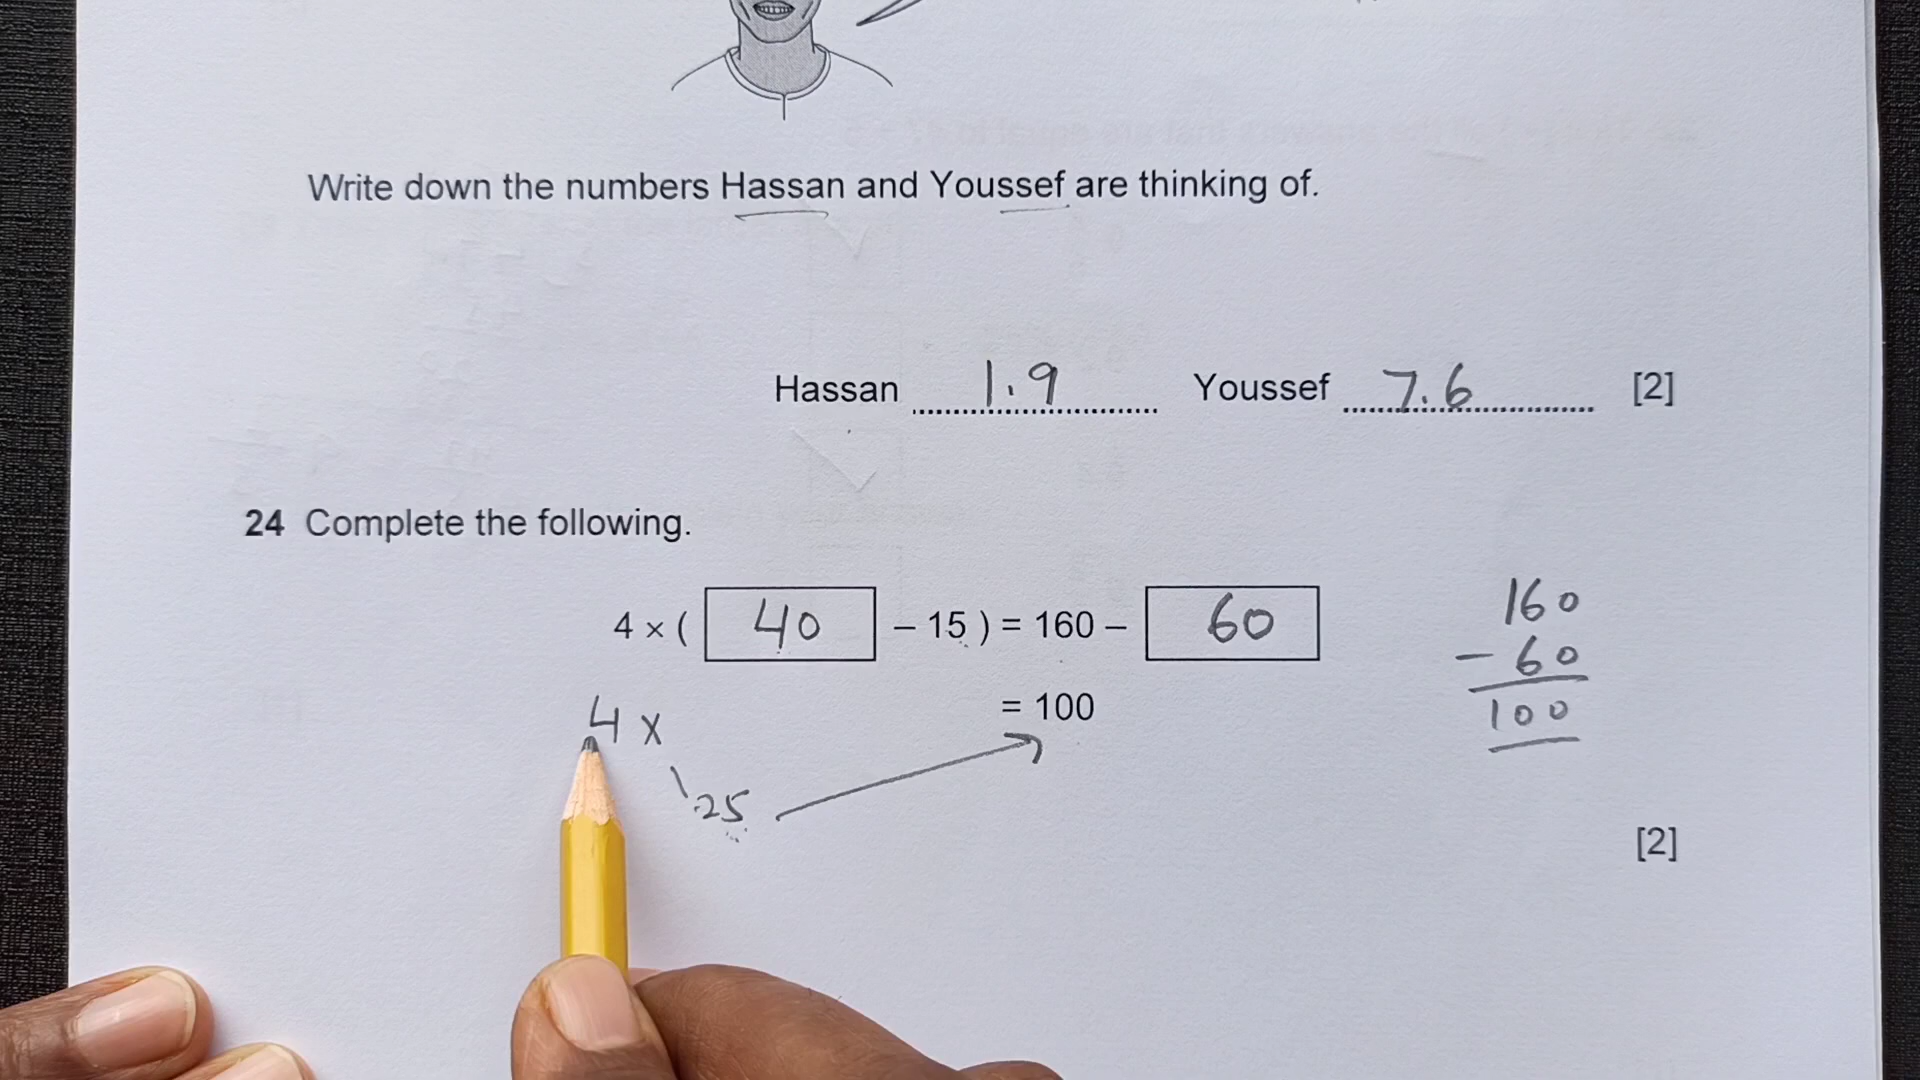 Write down the numbers Hassan and Youssef are thinking of.
Hassan 1.9 Youssef 7.6 [2]
24 Complete the following.
4 × ( 40 – 15 ) = 160 – 60
= 100
4 x
25
160
– 60
100
[2]